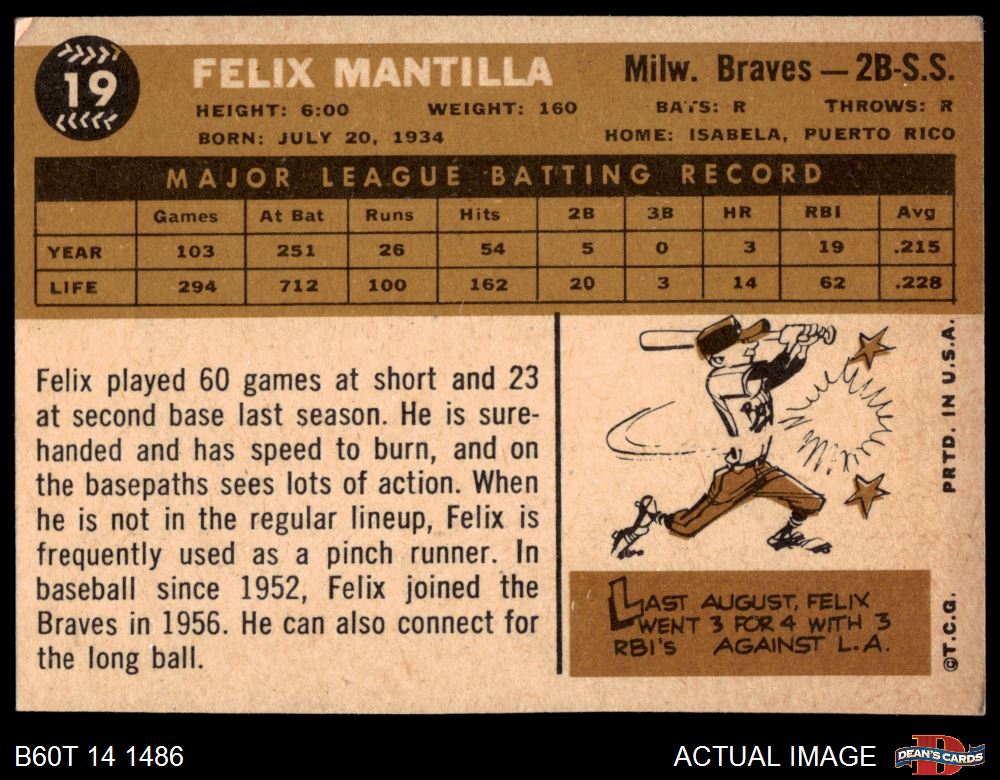 19
FELIX MANTILLA
Milw. Braves — 2B-S.S.
HEIGHT: 6:00 WEIGHT: 160 BATS: R THROWS: R
BORN: JULY 20, 1934 HOME: ISABELA, PUERTO RICO
MAJOR LEAGUE BATTING RECORD
Games At Bat Runs Hits 2B 3B HR RBI Avg
YEAR 103 251 26 54 5 0 3 19 .215
LIFE 294 712 100 162 20 3 14 62 .228
Felix played 60 games at short and 23
at second base last season. He is sure-
handed and has speed to burn, and on
the basepaths sees lots of action. When
he is not in the regular lineup, Felix is
frequently used as a pinch runner. In
baseball since 1952, Felix joined the
Braves in 1956. He can also connect for
the long ball.
LAST AUGUST, FELIX
WENT 3 FOR 4 WITH 3
RBI'S AGAINST L.A.
©T.C.G. PRTD. IN U.S.A.
B60T 14 1486
ACTUAL IMAGE
DEAN'S CARDS